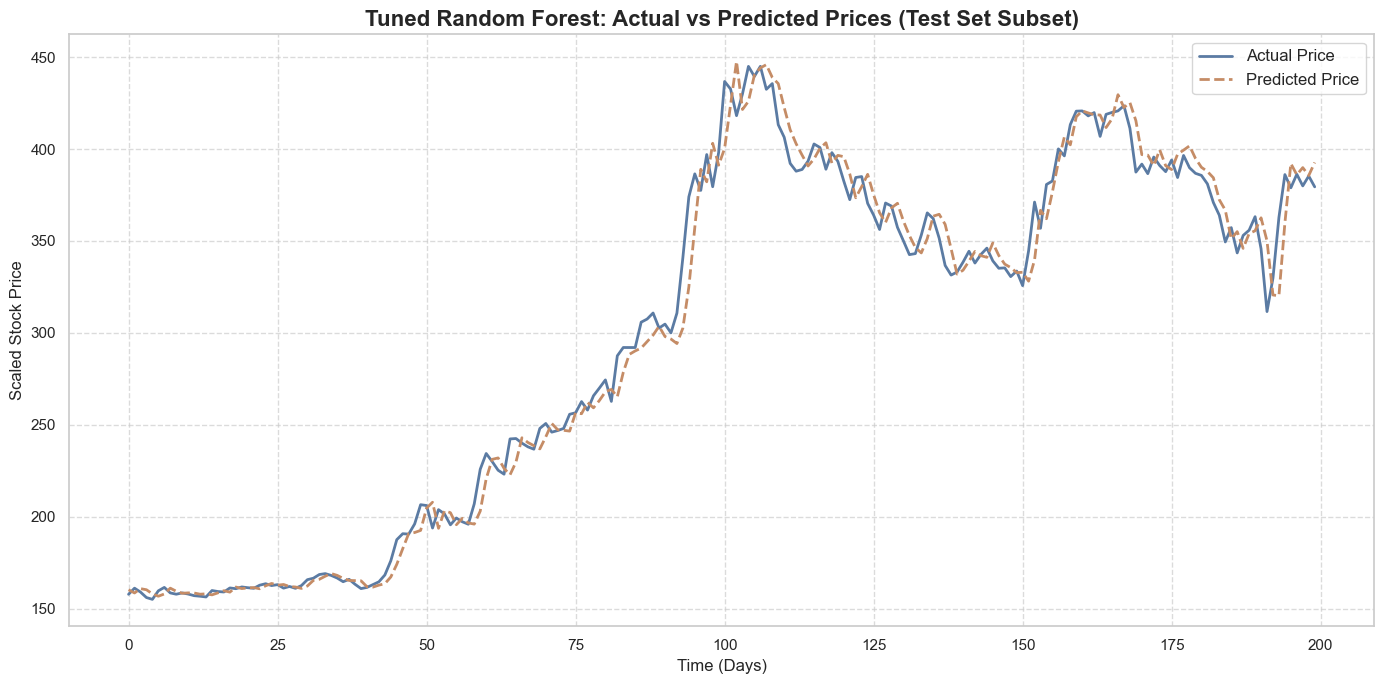 Tuned Random Forest: Actual vs Predicted Prices (Test Set Subset)
Actual Price
Predicted Price
Scaled Stock Price
450
400
350
300
250
200
150
0 25 50 75 100 125 150 175 200
Time (Days)